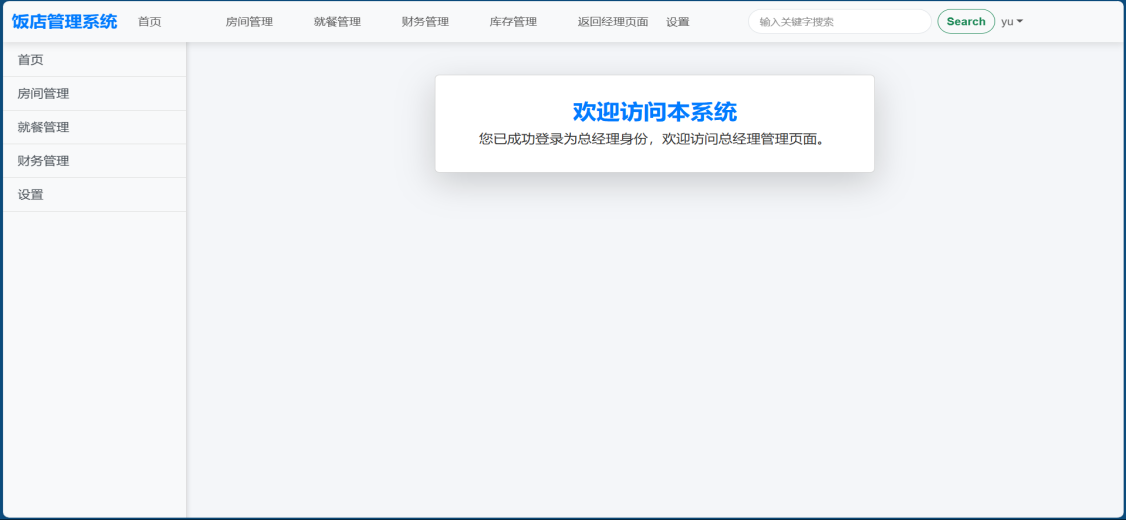 饭店管理系统 首页 房间管理 就餐管理 财务管理 库存管理 返回经理页面 设置 输入关键字搜索 Search yu
首页
房间管理
就餐管理
财务管理
设置
欢迎访问本系统
您已成功登录为总经理身份，欢迎访问总经理管理页面。